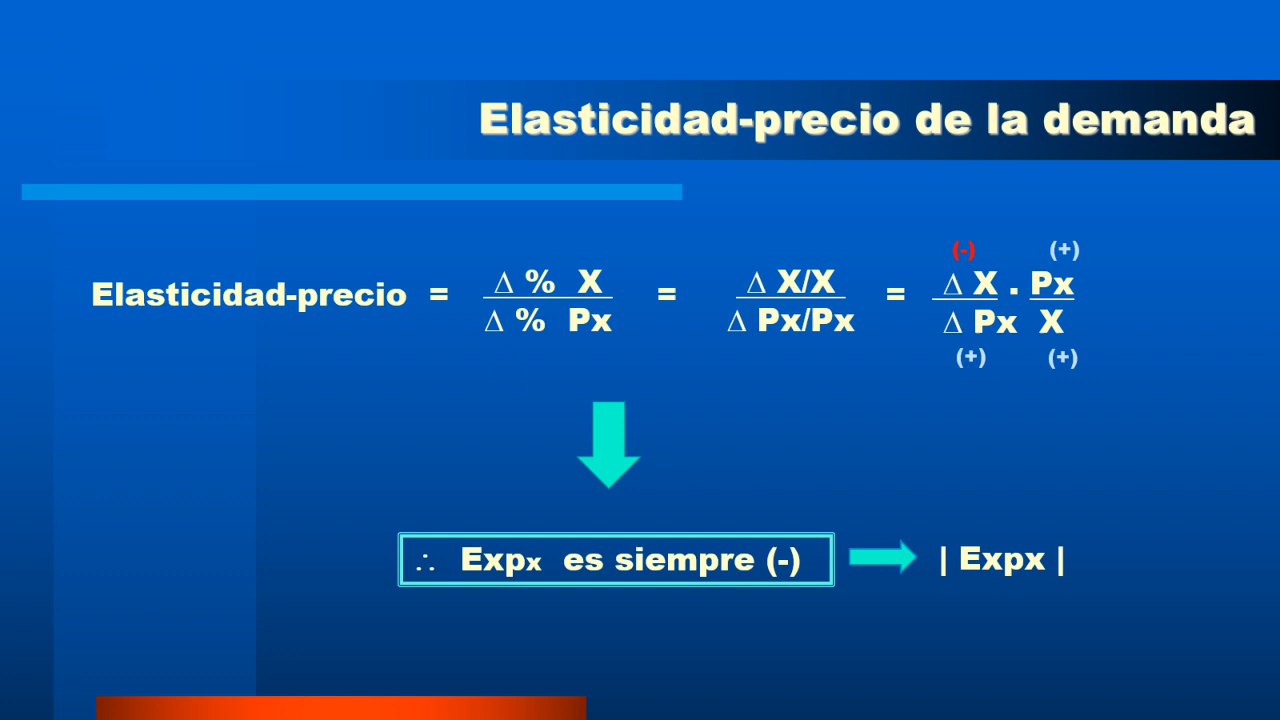 Elasticidad-precio de la demanda
(-) (+)
Elasticidad-precio = ∆ % X = ∆ X/X = ∆ X . Px
∆ % Px ∆ Px/Px ∆ Px X
(+) (+)
∴ Expx es siempre (-) | Expx |